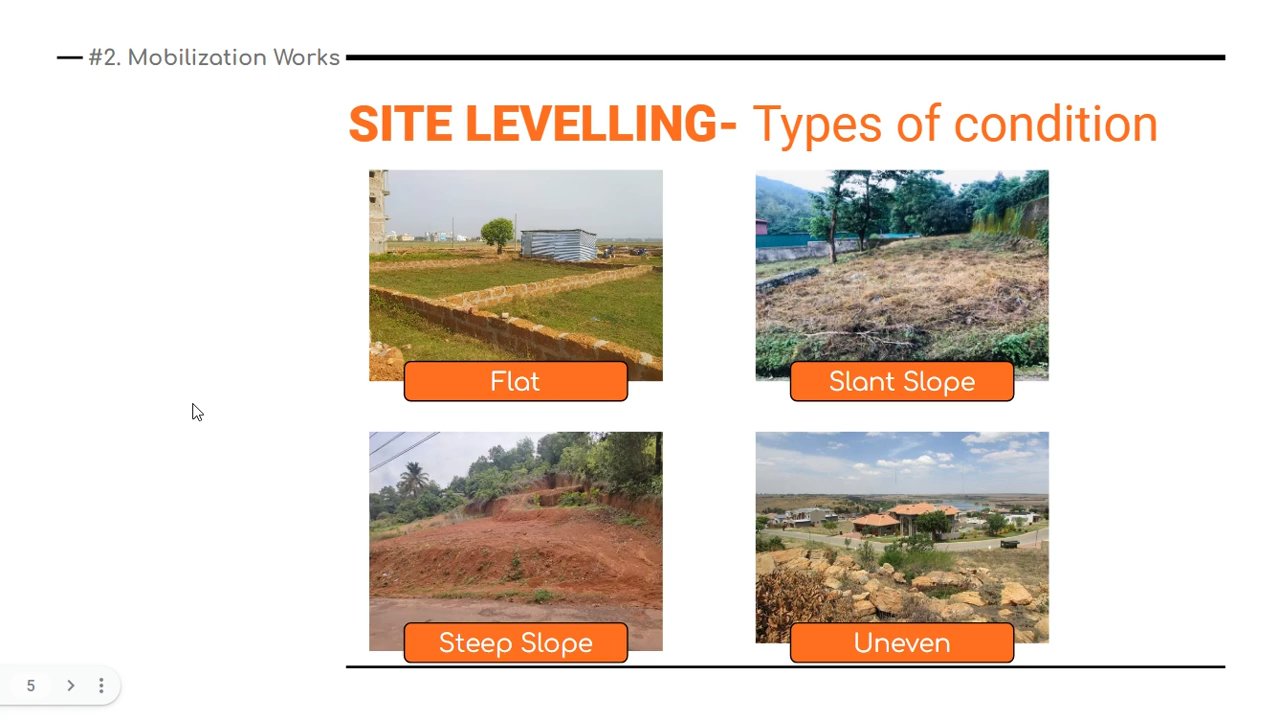 #2. Mobilization Works
SITE LEVELLING- Types of condition
Flat
Slant Slope
Steep Slope
Uneven
5